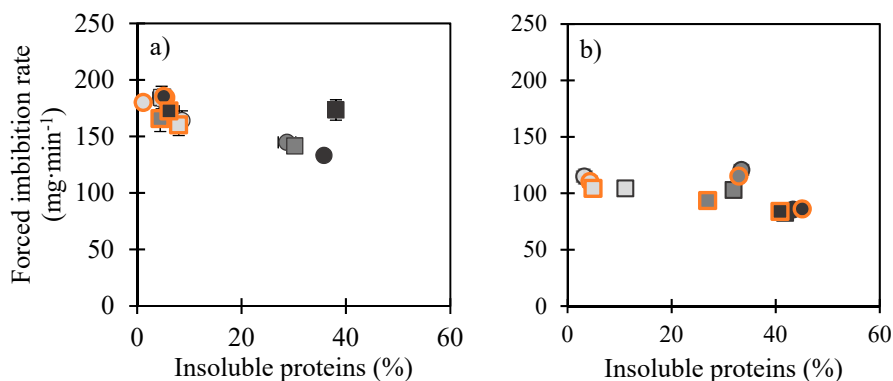 Forced imbibition rate
(mg·min⁻¹)
a)
250
200
150
100
50
0
0 20 40 60
Insoluble proteins (%)
b)
250
200
150
100
50
0
0 20 40 60
Insoluble proteins (%)